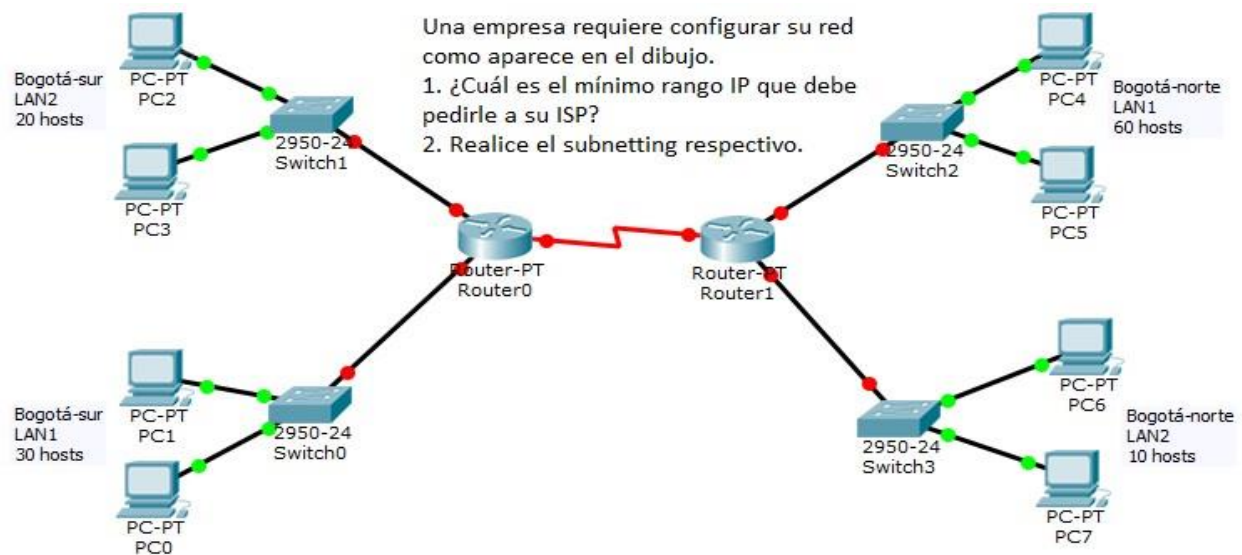 Una empresa requiere configurar su red
como aparece en el dibujo.
1. ¿Cuál es el mínimo rango IP que debe
pedirle a su ISP?
2. Realice el subnetting respectivo.
Bogotá-sur
LAN2
20 hosts
PC-PT
PC2
PC-PT
PC3
2950-24
Switch1
Router-PT
Router0
Router-PT
Router1
2950-24
Switch2
PC-PT
PC4
Bogotá-norte
LAN1
60 hosts
PC-PT
PC5
Bogotá-sur
LAN1
30 hosts
PC-PT
PC1
PC-PT
PC0
2950-24
Switch0
2950-24
Switch3
PC-PT
PC6
Bogotá-norte
LAN2
10 hosts
PC-PT
PC7